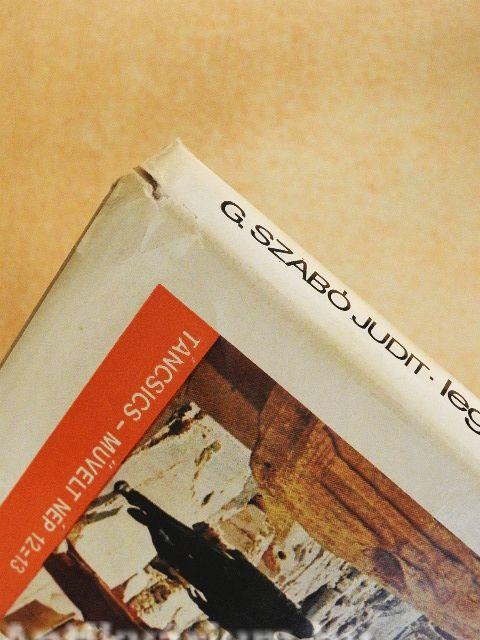 G. SZABÓ JUDIT · leg
TÁNCSICS – MŰVELT NÉP 12=13